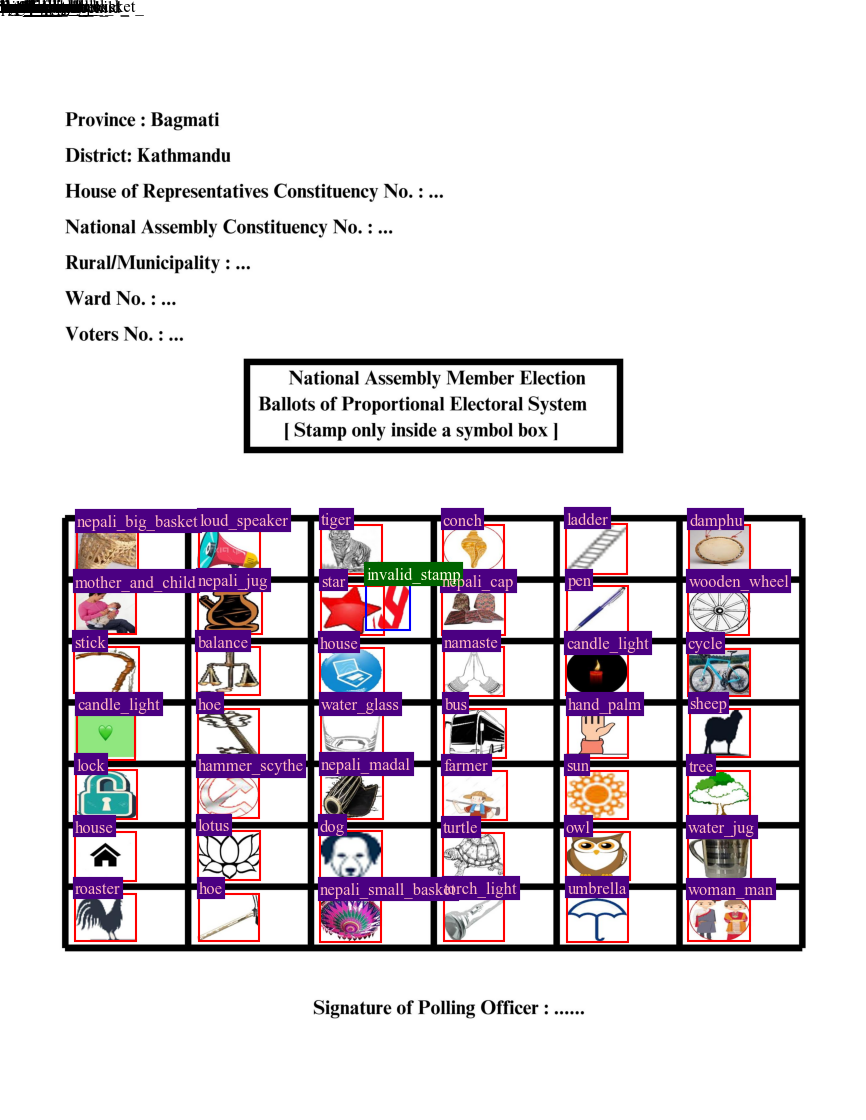 Province : Bagmati
District: Kathmandu
House of Representatives Constituency No. : ...
National Assembly Constituency No. : ...
Rural/Municipality : ...
Ward No. : ...
Voters No. : ...
National Assembly Member Election
Ballots of Proportional Electoral System
[ Stamp only inside a symbol box ]
nepali_big_basket loud_speaker tiger conch ladder damphu
invalid_stamp
mother_and_child nepali_jug star nepali_cap pen wooden_wheel
stick balance house namaste candle_light cycle
candle_light hoe water_glass bus hand_palm sheep
lock hammer_scythe nepali_madal farmer sun tree
house lotus dog turtle owl water_jug
roaster hoe nepali_small_basket torch_light umbrella woman_man
Signature of Polling Officer : ......